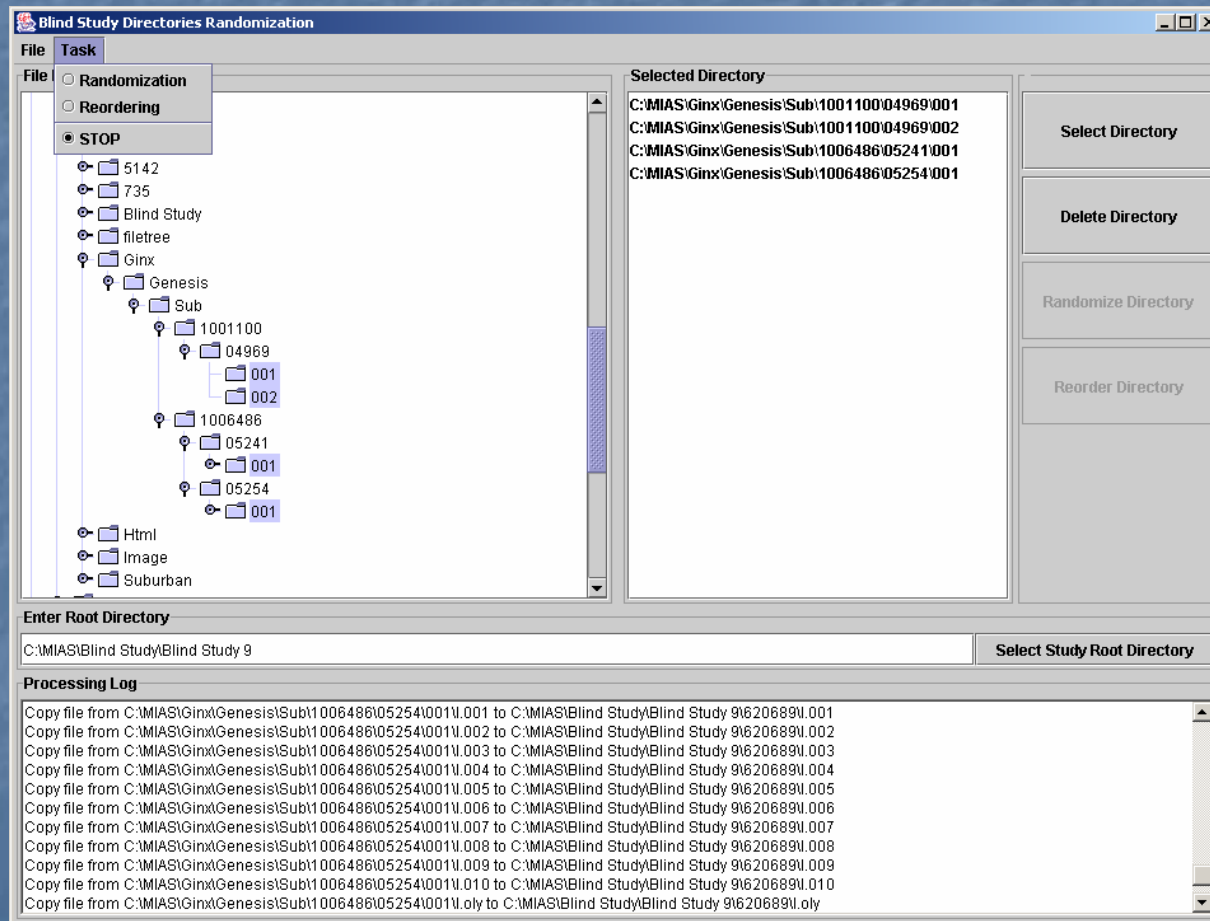 Blind Study Directories Randomization
File Task
Randomization
Reordering
STOP
5142
735
Blind Study
filetree
Ginx
Genesis
Sub
1001100
04969
001
002
1006486
05241
001
05254
001
Html
Image
Suburban
Selected Directory
C:\MIAS\Ginx\Genesis\Sub\1001100\04969\001
C:\MIAS\Ginx\Genesis\Sub\1001100\04969\002
C:\MIAS\Ginx\Genesis\Sub\1006486\05241\001
C:\MIAS\Ginx\Genesis\Sub\1006486\05254\001
Select Directory
Delete Directory
Randomize Directory
Reorder Directory
Enter Root Directory
C:\MIAS\Blind Study\Blind Study 9
Select Study Root Directory
Processing Log
Copy file from C:\MIAS\Ginx\Genesis\Sub\1006486\05254\001\I.001 to C:\MIAS\Blind Study\Blind Study 9\620689\I.001
Copy file from C:\MIAS\Ginx\Genesis\Sub\1006486\05254\001\I.002 to C:\MIAS\Blind Study\Blind Study 9\620689\I.002
Copy file from C:\MIAS\Ginx\Genesis\Sub\1006486\05254\001\I.003 to C:\MIAS\Blind Study\Blind Study 9\620689\I.003
Copy file from C:\MIAS\Ginx\Genesis\Sub\1006486\05254\001\I.004 to C:\MIAS\Blind Study\Blind Study 9\620689\I.004
Copy file from C:\MIAS\Ginx\Genesis\Sub\1006486\05254\001\I.005 to C:\MIAS\Blind Study\Blind Study 9\620689\I.005
Copy file from C:\MIAS\Ginx\Genesis\Sub\1006486\05254\001\I.006 to C:\MIAS\Blind Study\Blind Study 9\620689\I.006
Copy file from C:\MIAS\Ginx\Genesis\Sub\1006486\05254\001\I.007 to C:\MIAS\Blind Study\Blind Study 9\620689\I.007
Copy file from C:\MIAS\Ginx\Genesis\Sub\1006486\05254\001\I.008 to C:\MIAS\Blind Study\Blind Study 9\620689\I.008
Copy file from C:\MIAS\Ginx\Genesis\Sub\1006486\05254\001\I.009 to C:\MIAS\Blind Study\Blind Study 9\620689\I.009
Copy file from C:\MIAS\Ginx\Genesis\Sub\1006486\05254\001\I.010 to C:\MIAS\Blind Study\Blind Study 9\620689\I.010
Copy file from C:\MIAS\Ginx\Genesis\Sub\1006486\05254\001\I.oly to C:\MIAS\Blind Study\Blind Study 9\620689\I.oly